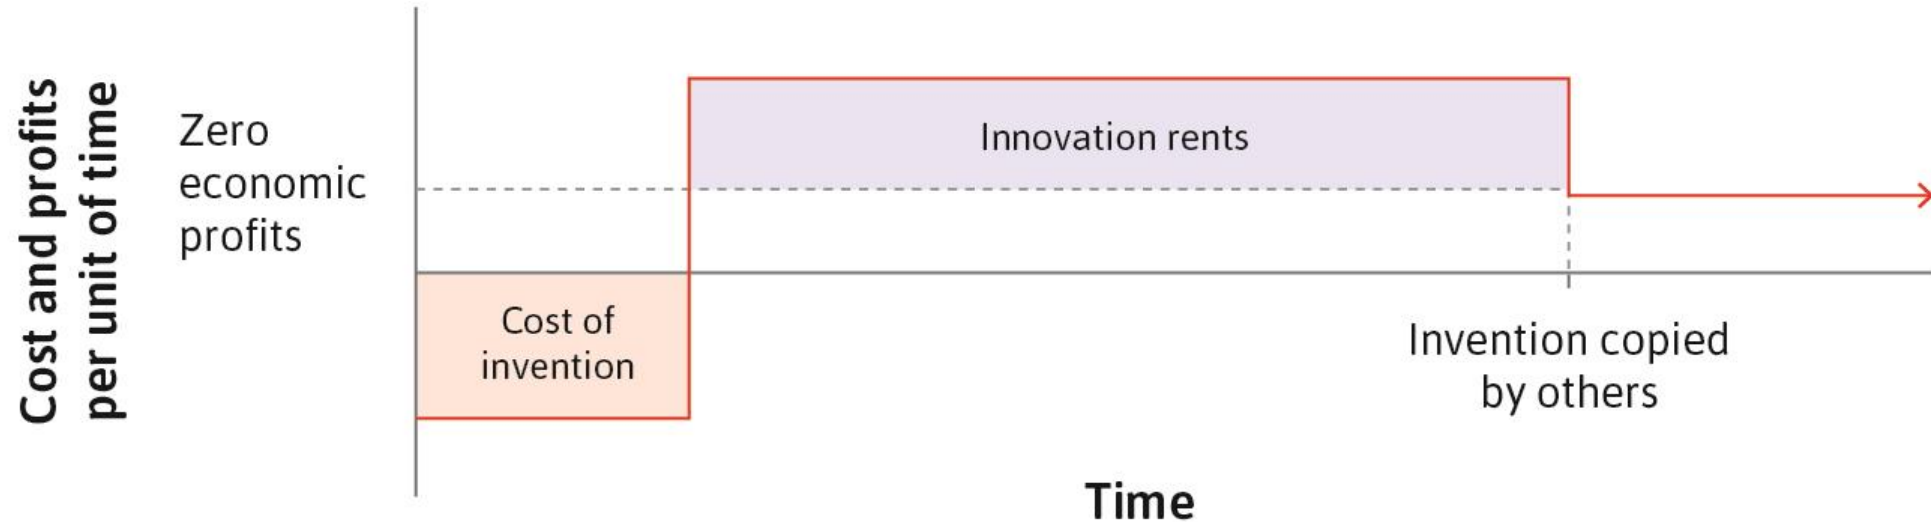 Cost and profits
per unit of time
Zero
economic
profits
Innovation rents
Cost of
invention
Invention copied
by others
Time